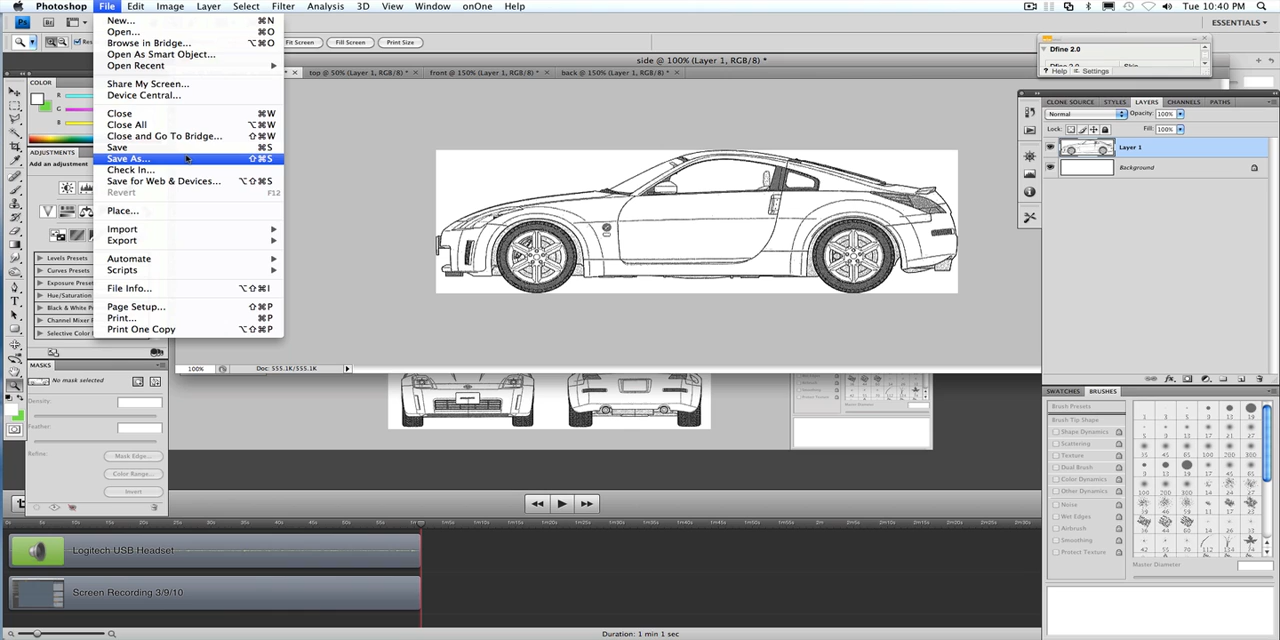 Photoshop File Edit Image Layer Select Filter Analysis 3D View Window onOne Help Tue 10:40 PM
Ps Br Fit Screen Fill Screen Print Size ESSENTIALS
side @ 100% (Layer 1, RGB/8) *
top @ 50% (Layer 1, RGB/8) * front @ 150% (Layer 1, RGB/8) * back @ 150% (Layer 1, RGB/8) *
New... ⌘N
Open... ⌘O
Browse in Bridge... ⌥⌘O
Open As Smart Object...
Open Recent
Share My Screen...
Device Central...
Close ⌘W
Close All ⌥⌘W
Close and Go To Bridge... ⇧⌘W
Save ⌘S
Save As... ⇧⌘S
Check In...
Save for Web & Devices... ⌥⇧⌘S
Revert F12
Place...
Import
Export
Automate
Scripts
File Info... ⌥⇧⌘I
Page Setup... ⇧⌘P
Print... ⌘P
Print One Copy ⌥⇧⌘P
COLOR
R
G
B
ADJUSTMENTS
Add an adjustment
Levels Presets
Curves Presets
Exposure Presets
Hue/Saturation
Black & White
Channel Mixer
Selective Color
MASKS
No mask selected
Density:
Feather:
Refine:
Mask Edge...
Color Range...
Invert
100% Doc: 555.1K/555.1K
Dfine 2.0
Help Settings
CLONE SOURCE STYLES LAYERS CHANNELS PATHS
Normal Opacity: 100%
Lock: Fill: 100%
Layer 1
Background
SWATCHES BRUSHES
Brush Presets
Brush Tip Shape
Shape Dynamics
Scattering
Texture
Dual Brush
Color Dynamics
Other Dynamics
Noise
Wet Edges
Airbrush
Smoothing
Protect Texture
Master Diameter
Logitech USB Headset
Screen Recording 3/9/10
Duration: 1 min 1 sec